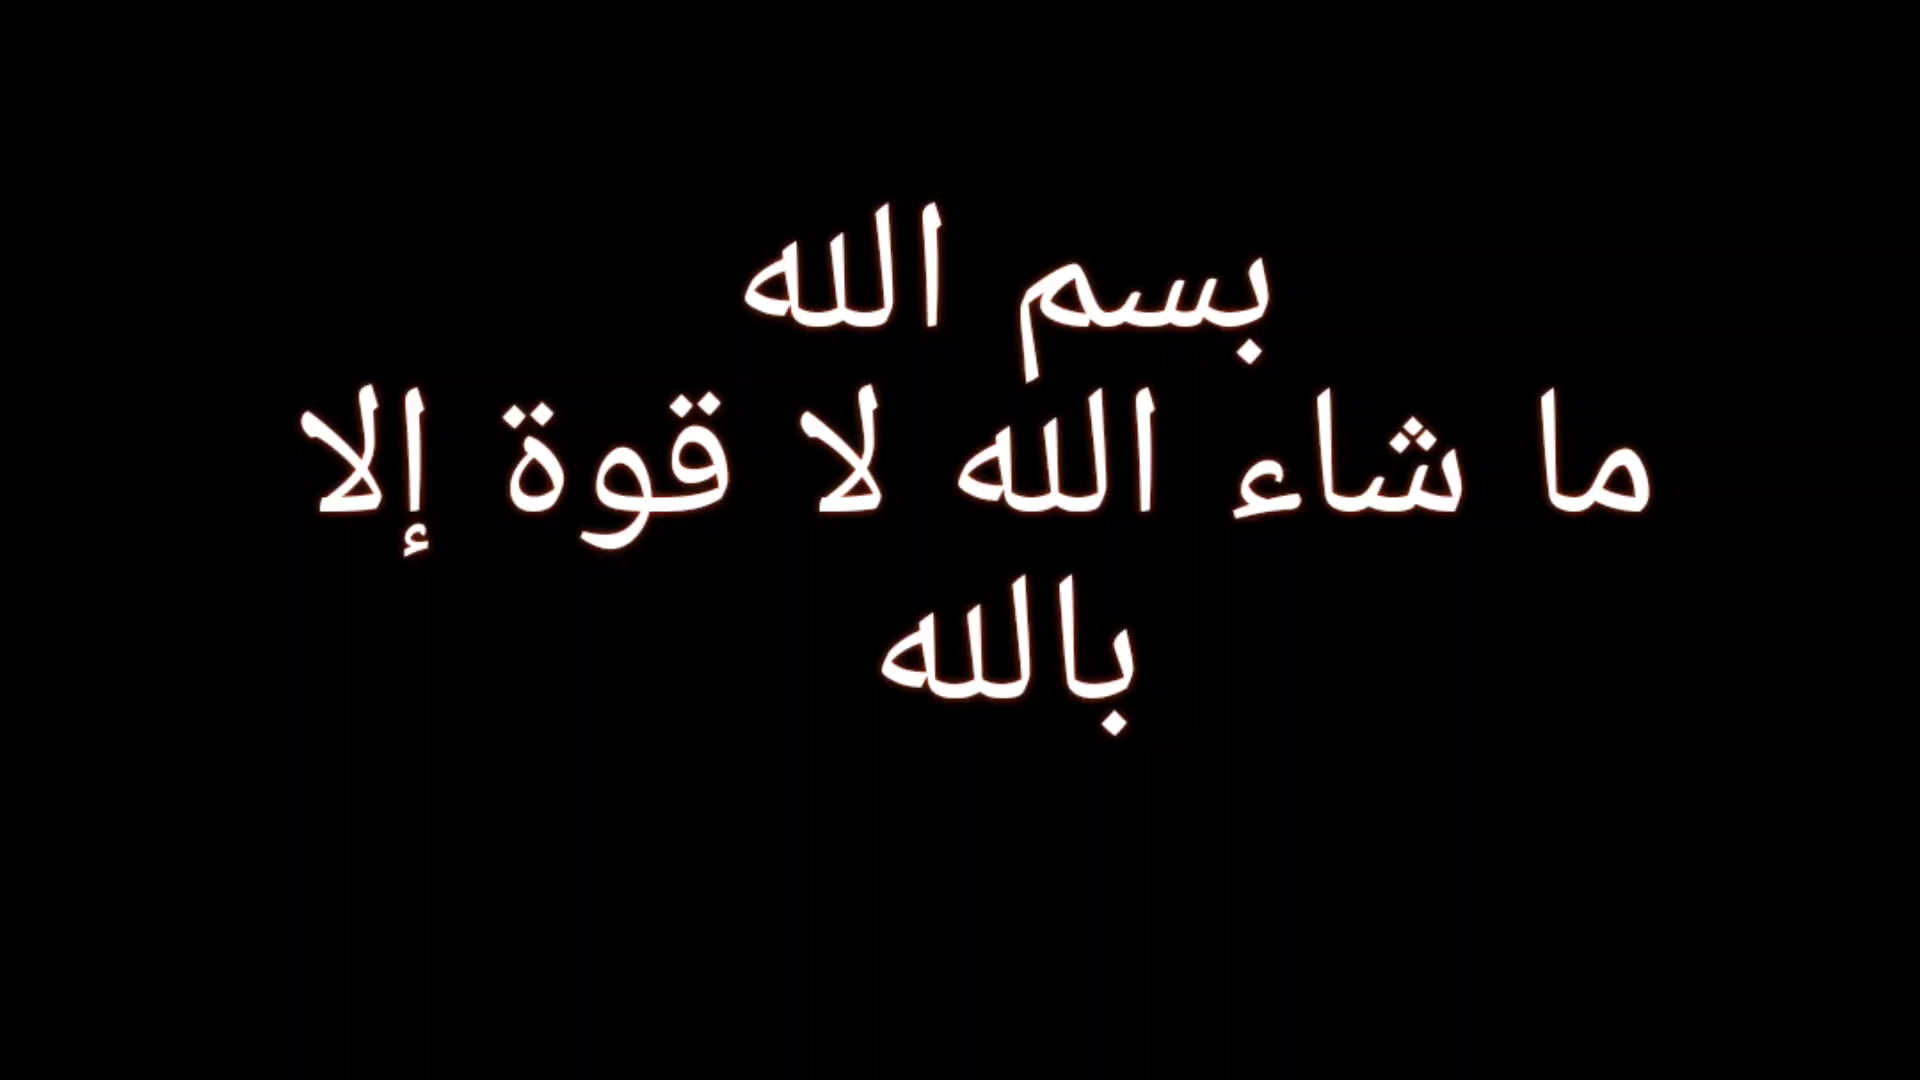 بسم الله
ما شاء الله لا قوة إلا
بالله